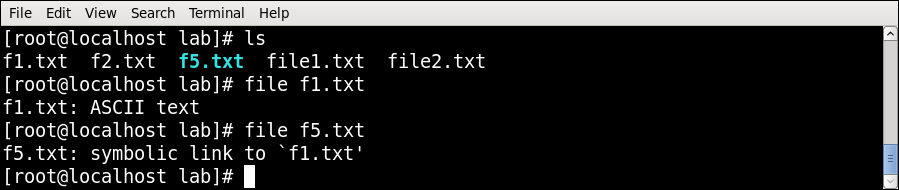 File Edit View Search Terminal Help
[root@localhost lab]# ls
f1.txt  f2.txt  f5.txt  file1.txt  file2.txt
[root@localhost lab]# file f1.txt
f1.txt: ASCII text
[root@localhost lab]# file f5.txt
f5.txt: symbolic link to `f1.txt'
[root@localhost lab]#